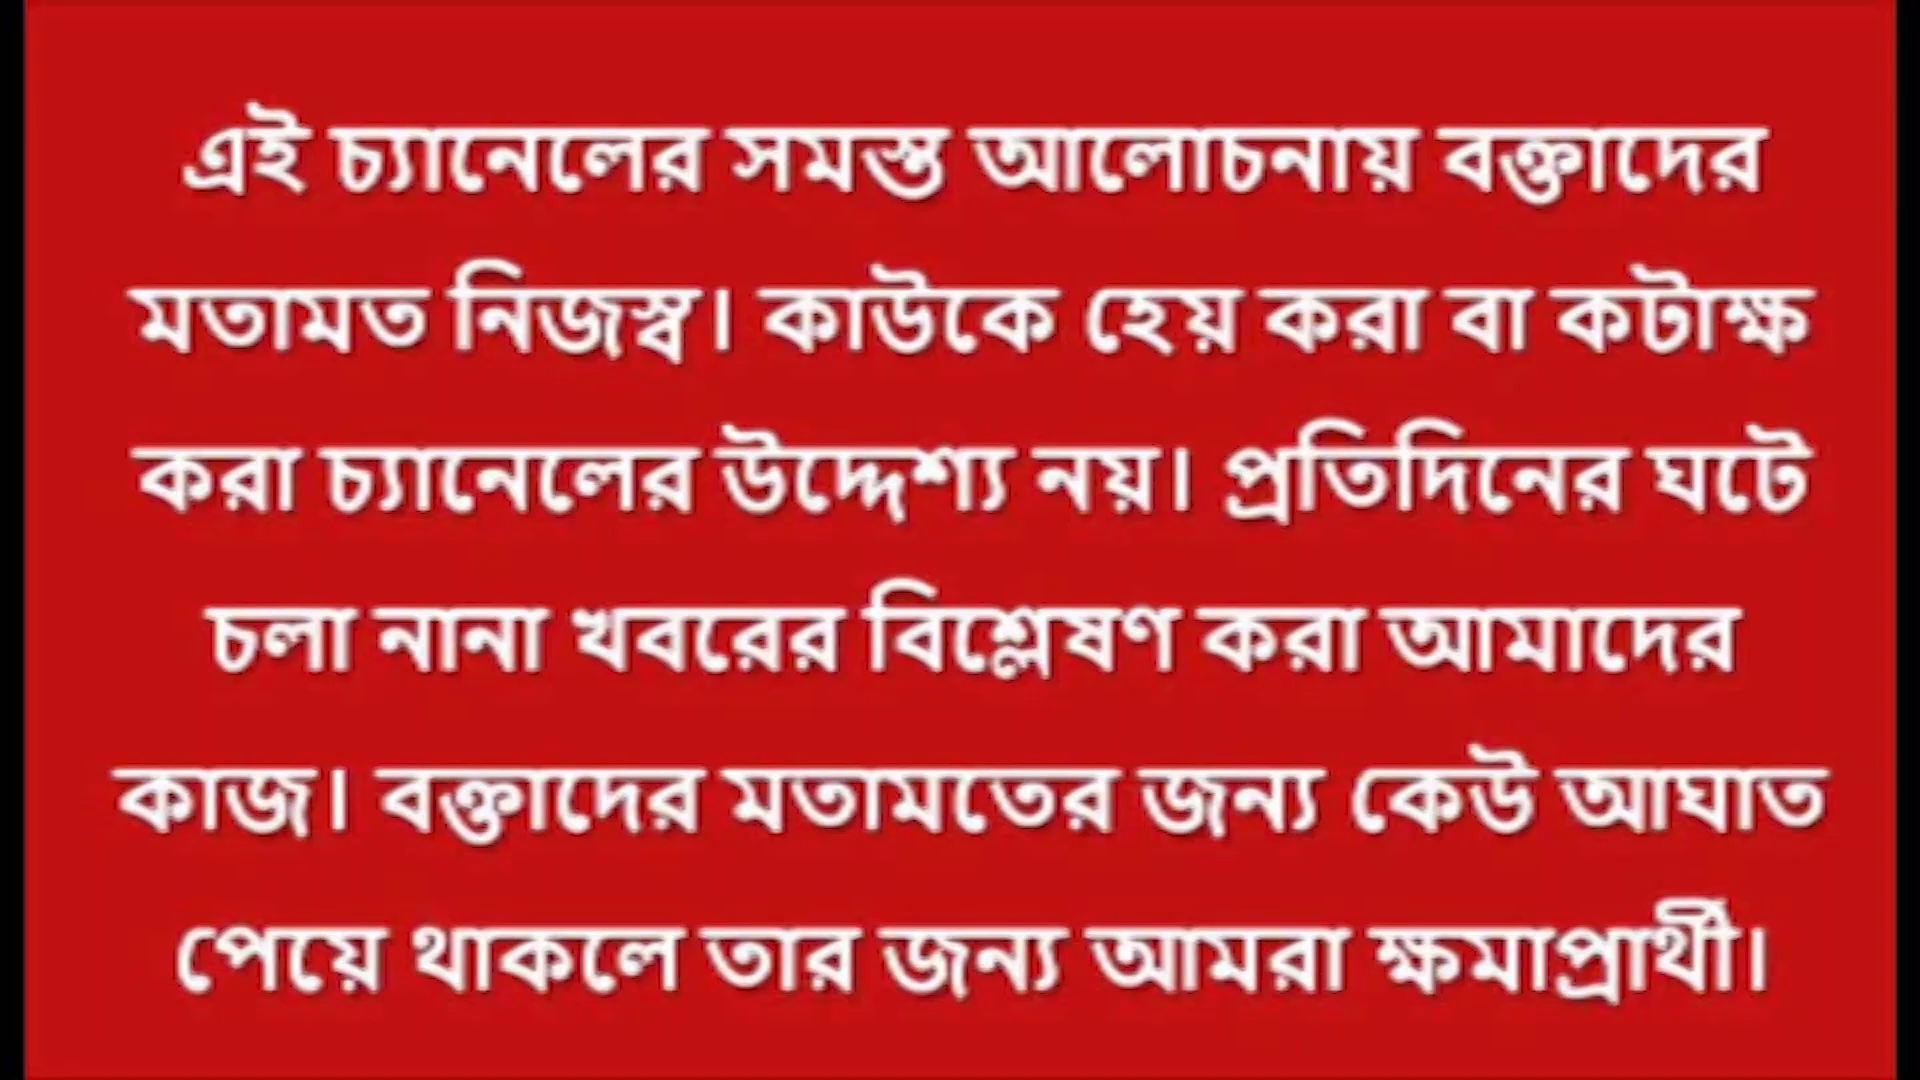 এই চ্যানেলের সমস্ত আলোচনায় বক্তাদের
মতামত নিজস্ব। কাউকে হেয় করা বা কটাক্ষ
করা চ্যানেলের উদ্দেশ্য নয়। প্রতিদিনের ঘটে
চলা নানা খবরের বিশ্লেষণ করা আমাদের
কাজ। বক্তাদের মতামতের জন্য কেউ আঘাত
পেয়ে থাকলে তার জন্য আমরা ক্ষমাপ্রার্থী।